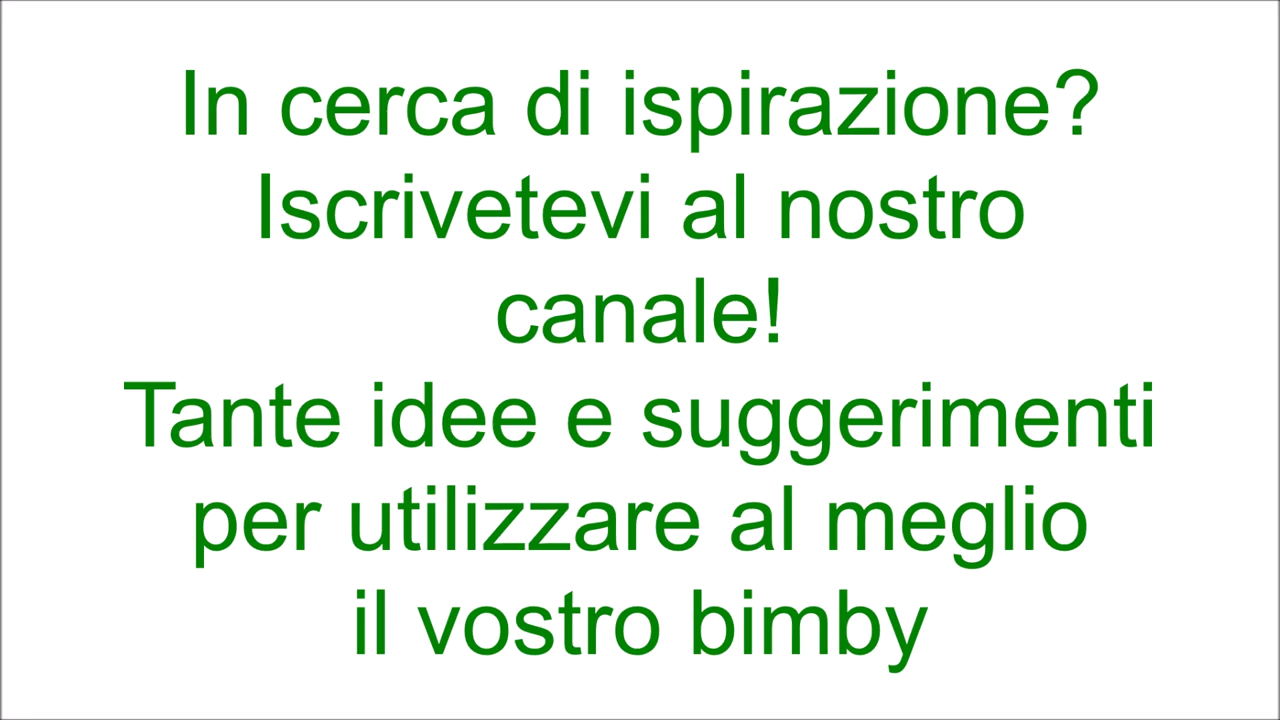 In cerca di ispirazione?
Iscrivetevi al nostro
canale!
Tante idee e suggerimenti
per utilizzare al meglio
il vostro bimby